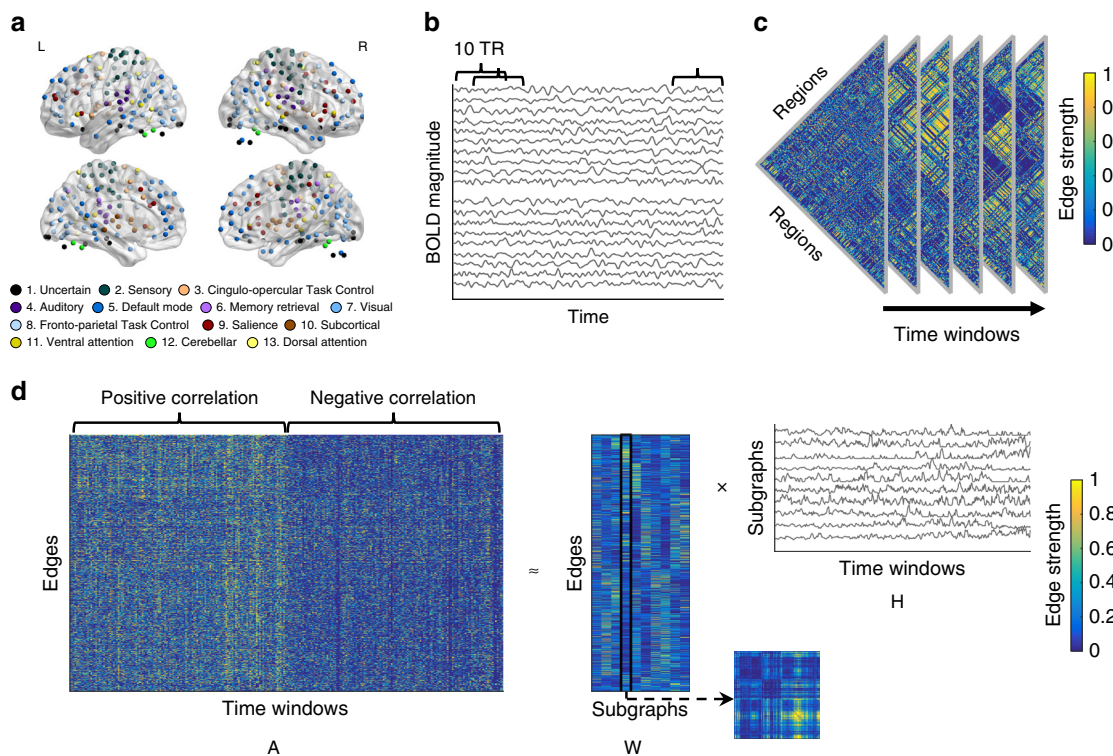 a
L
R
1. Uncertain 2. Sensory 3. Cingulo-opercular Task Control
4. Auditory 5. Default mode 6. Memory retrieval 7. Visual
8. Fronto-parietal Task Control 9. Salience 10. Subcortical
11. Ventral attention 12. Cerebellar 13. Dorsal attention
b
10 TR
BOLD magnitude
Time
c
Regions
Regions
Time windows
Edge strength
1
0
0
0
0
0
d
Positive correlation Negative correlation
Edges
Time windows
A
≈
Edges
Subgraphs
W
×
Subgraphs
Time windows
H
Edge strength
1
0.8
0.6
0.4
0.2
0